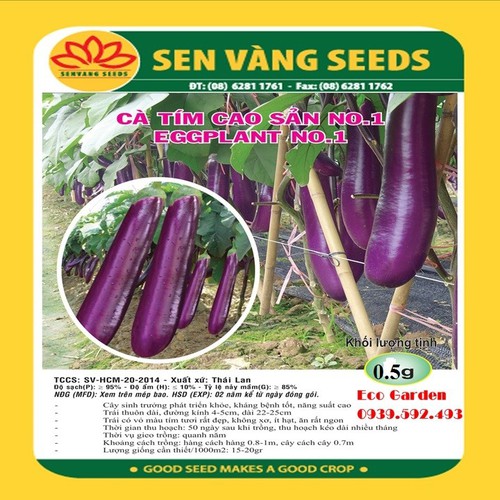 SENVANG SEEDS
SEN VÀNG SEEDS
ĐT: (08) 6281 1761 - Fax: (08) 6281 1762
CÀ TÍM CAO SẢN NO.1
EGGPLANT NO.1
Khối lượng tịnh
0.5g
TCCS: SV-HCM-20-2014 - Xuất xứ: Thái Lan
Độ sạch(P): ≥ 95% - Độ ẩm (H): ≤ 10% - Tỷ lệ nảy mầm(G): ≥ 85%
NĐG (MFD): Xem trên mép bao. HSD (EXP): 02 năm kể từ ngày đóng gói.
Eco Garden
0939.592.493
- Cây sinh trưởng phát triển khỏe, kháng bệnh tốt, năng suất cao
- Trái thuôn dài, đường kính 4-5cm, dài 22-25cm
- Trái có vỏ màu tím tươi rất đẹp, không xơ, ít hạt, ăn rất ngon
- Thời gian thu hoạch: 50 ngày sau khi trồng, thu hoạch kéo dài nhiều tháng
- Thời vụ gieo trồng: quanh năm
- Khoảng cách trồng: hàng cách hàng 0.8-1m, cây cách cây 0.7m
- Lượng giống cần thiết/1000m2: 15-20gr
• GOOD SEED MAKES A GOOD CROP •